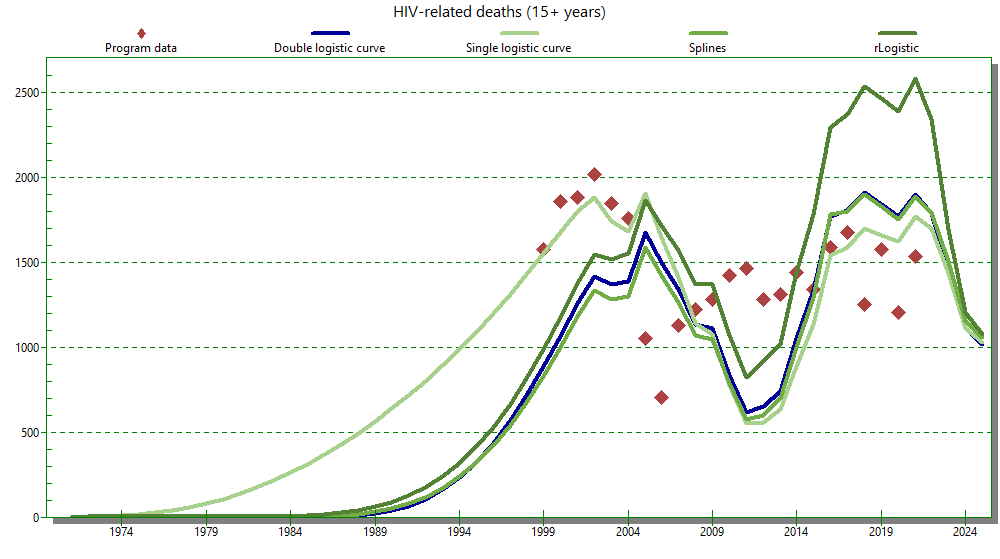 HIV-related deaths (15+ years)
Program data Double logistic curve Single logistic curve Splines rLogistic
2500
2000
1500
1000
500
0
1974 1979 1984 1989 1994 1999 2004 2009 2014 2019 2024